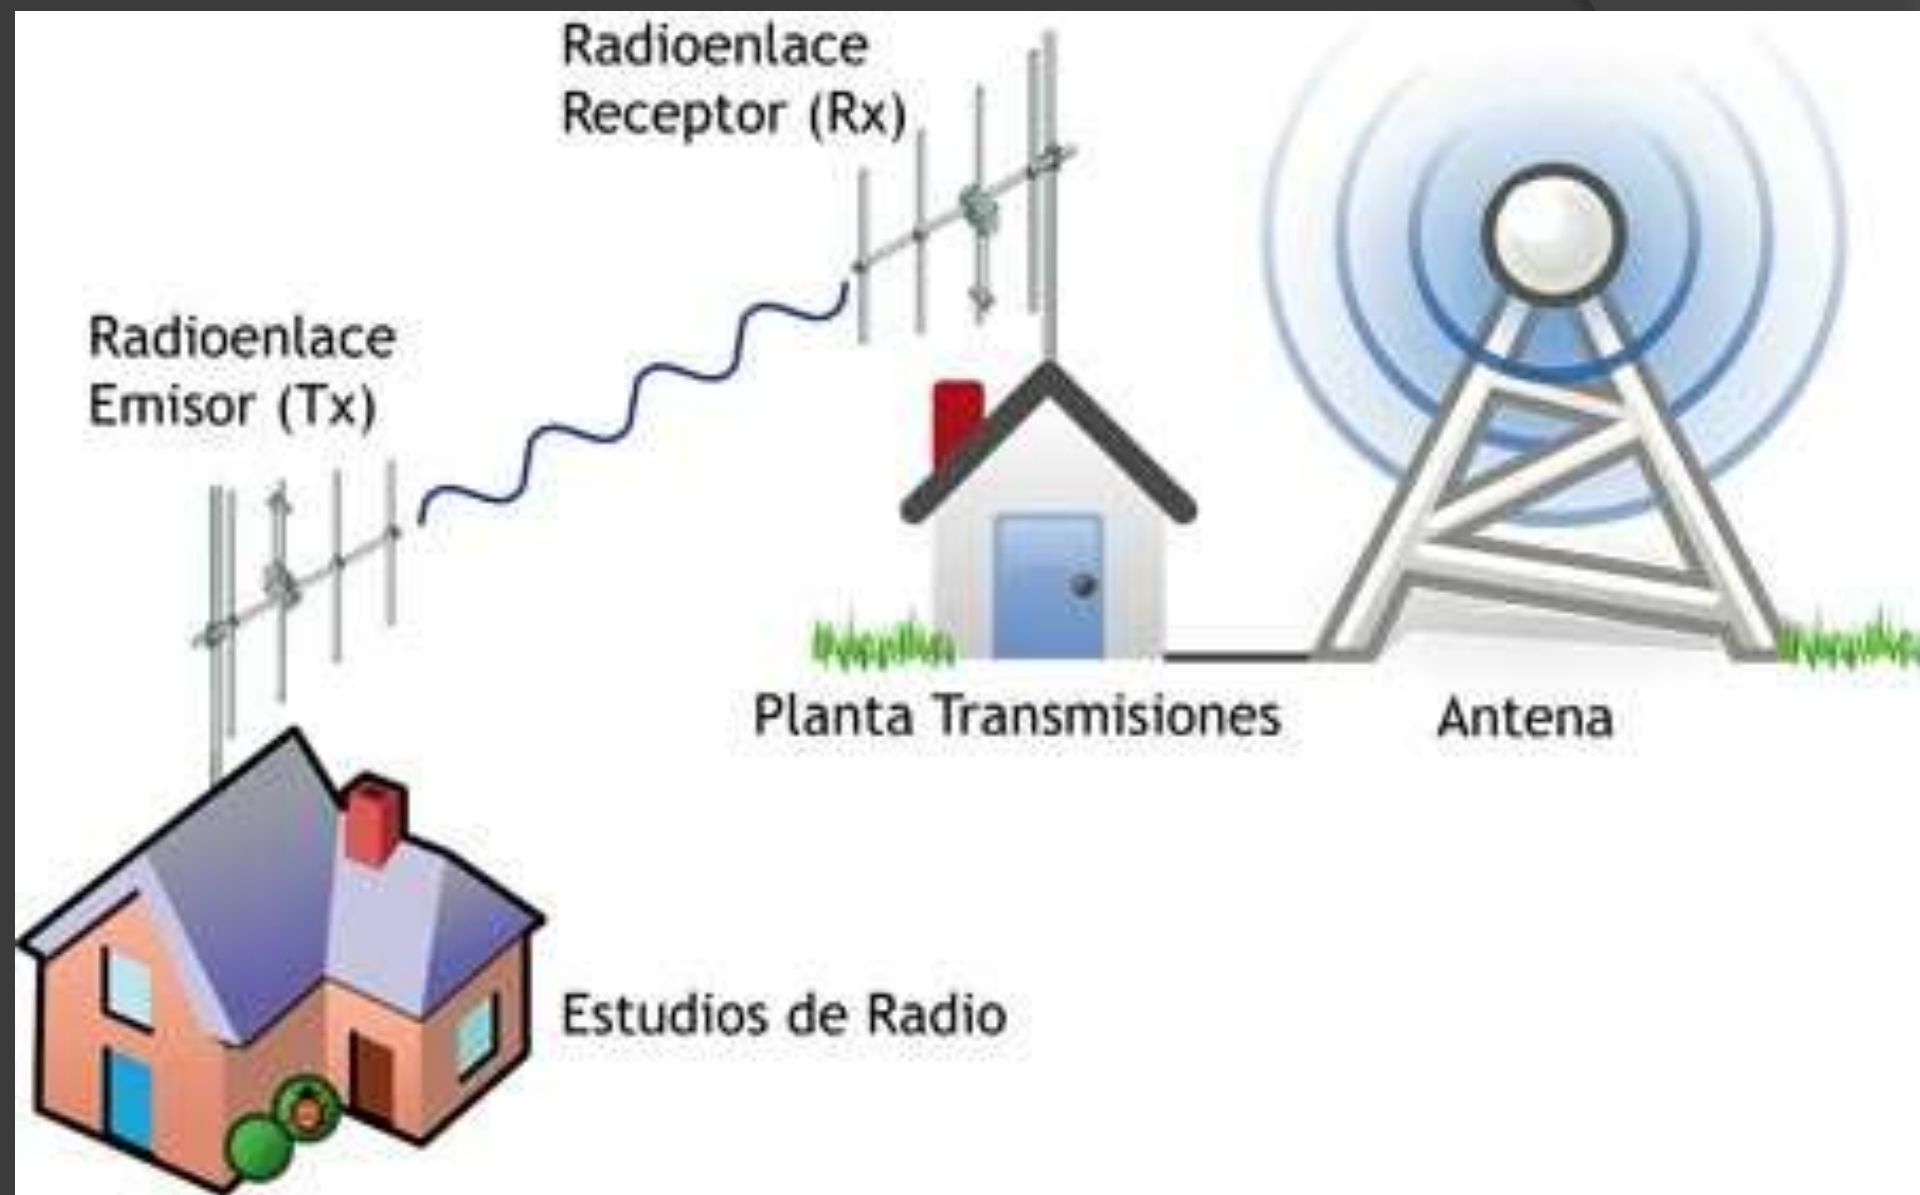 Radioenlace
Receptor (Rx)
Radioenlace
Emisor (Tx)
Planta Transmisiones
Antena
Estudios de Radio